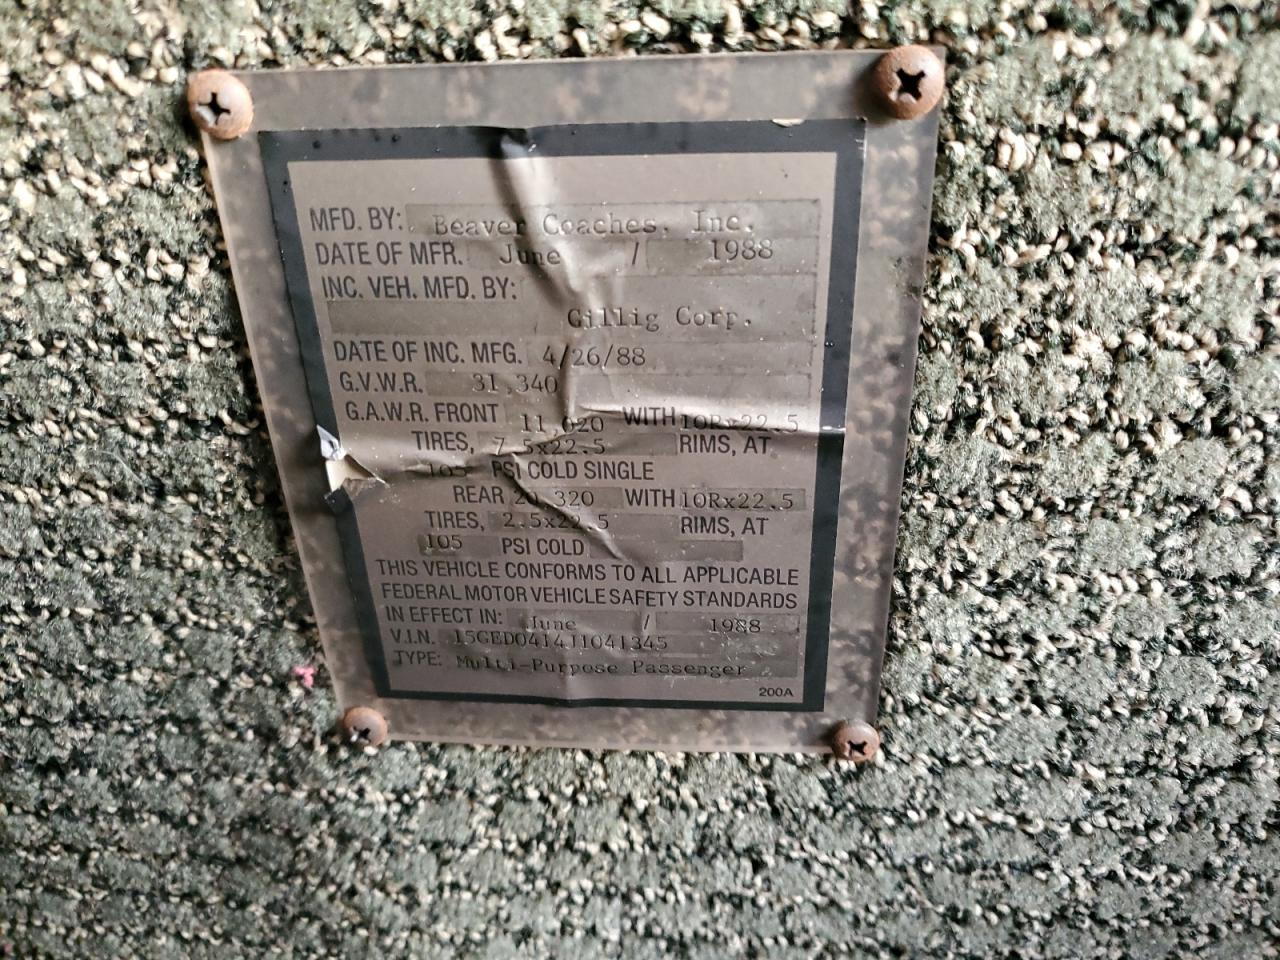 MFD. BY: Beaver Coaches, Inc.
DATE OF MFR. June / 1988
INC. VEH. MFD. BY:
Gillig Corp.
DATE OF INC. MFG. 4/26/88
G.V.W.R. 31,340
G.A.W.R. FRONT 11,020 WITH 10Rx22.5
TIRES, 7.5x22.5 RIMS, AT
105 PSI COLD SINGLE
REAR 20,320 WITH 10Rx22.5
TIRES, 2.5x22.5 RIMS, AT
105 PSI COLD
THIS VEHICLE CONFORMS TO ALL APPLICABLE
FEDERAL MOTOR VEHICLE SAFETY STANDARDS
IN EFFECT IN: June / 1988
V.I.N. 15GED0414J1041345
TYPE: Multi-Purpose Passenger
200A